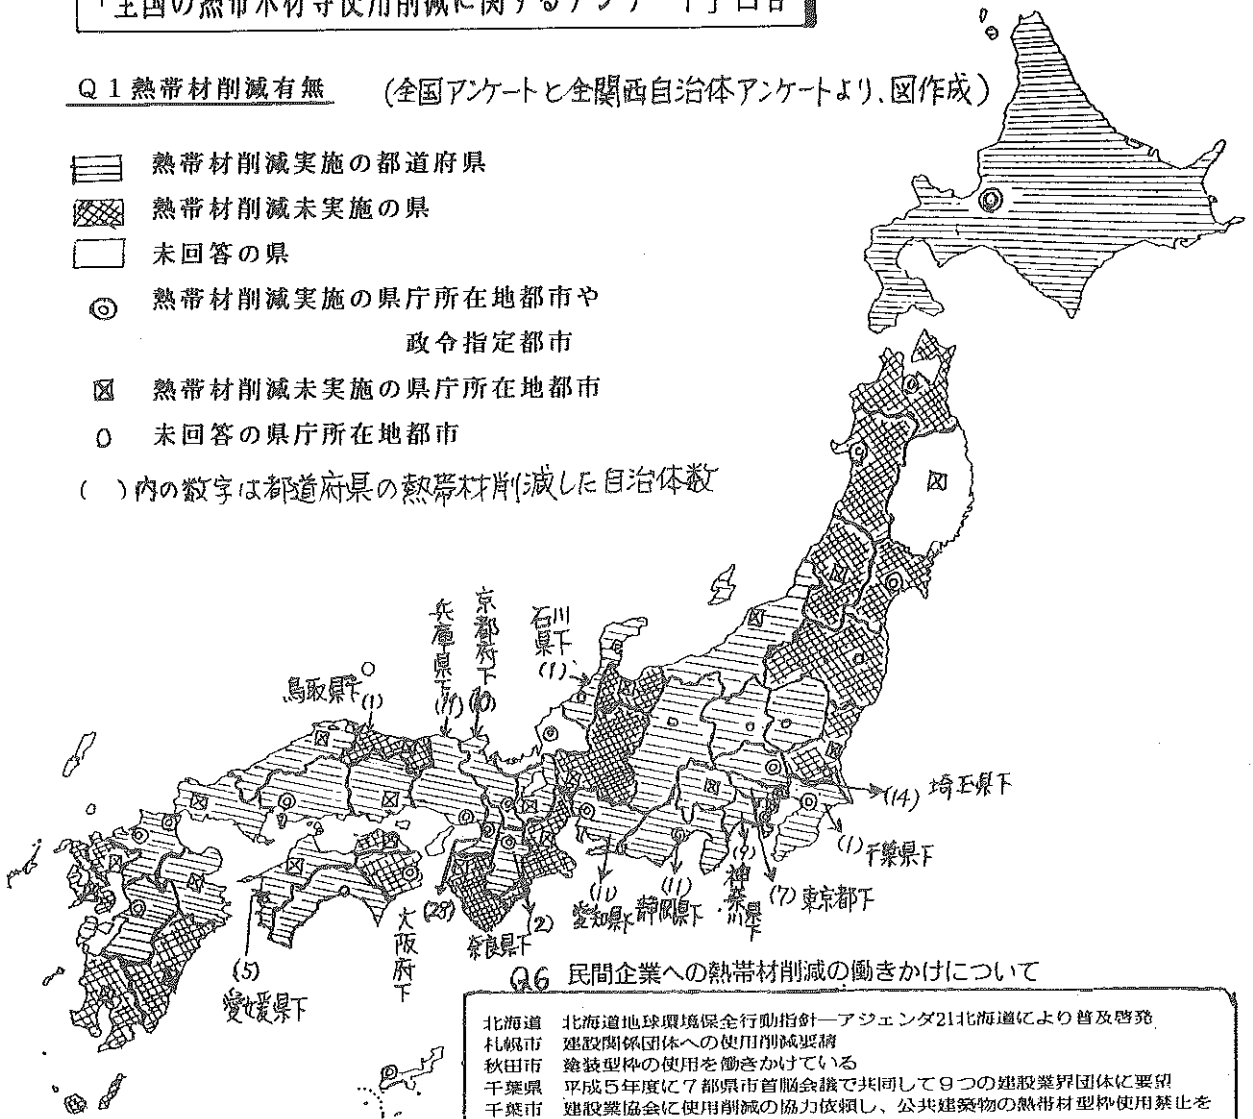 「全国の熱帯木材等使用削減に関するアンケート」回答
Q1熱帯材削減有無 (全国アンケートと全関西自治体アンケートより、図作成)
熱帯材削減実施の都道府県
熱帯材削減未実施の県
未回答の県
熱帯材削減実施の県庁所在地都市や
政令指定都市
熱帯材削減未実施の県庁所在地都市
未回答の県庁所在地都市
( )内の数字は都道府県の熱帯材削減した自治体数
石川県下
(1)
京都府下
兵庫県下
鳥取県下
(1)
(14) 埼玉県下
(1)千葉県下
(7)東京都下
(9)
神奈川県下
(11)
静岡県下
愛知県下
(2)
奈良県下
大阪府下
(5)
愛媛県下
Q6 民間企業への熱帯材削減の働きかけについて
北海道 北海道地球環境保全行動指針―アジェンダ21北海道により普及啓発
札幌市 建設関係団体への使用削減要請
秋田市 塗装型枠の使用を働きかけている
千葉県 平成5年度に7都県市首脳会議で共同して9つの建設業界団体に要望
千葉市 建設業協会に使用削減の協力依頼し、公共建築物の熱帯材型枠使用禁止を